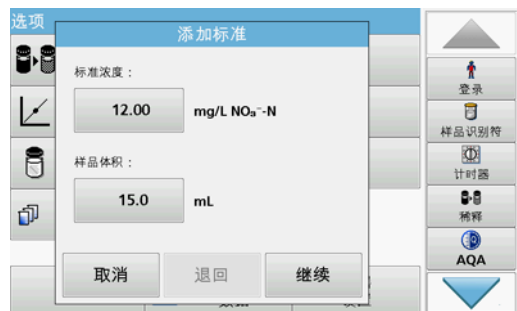 选项
添加标准
标准浓度：
12.00
mg/L NO₃⁻-N
样品体积：
15.0
mL
取消
退回
继续
登录
样品识别符
计时器
稀释
AQA